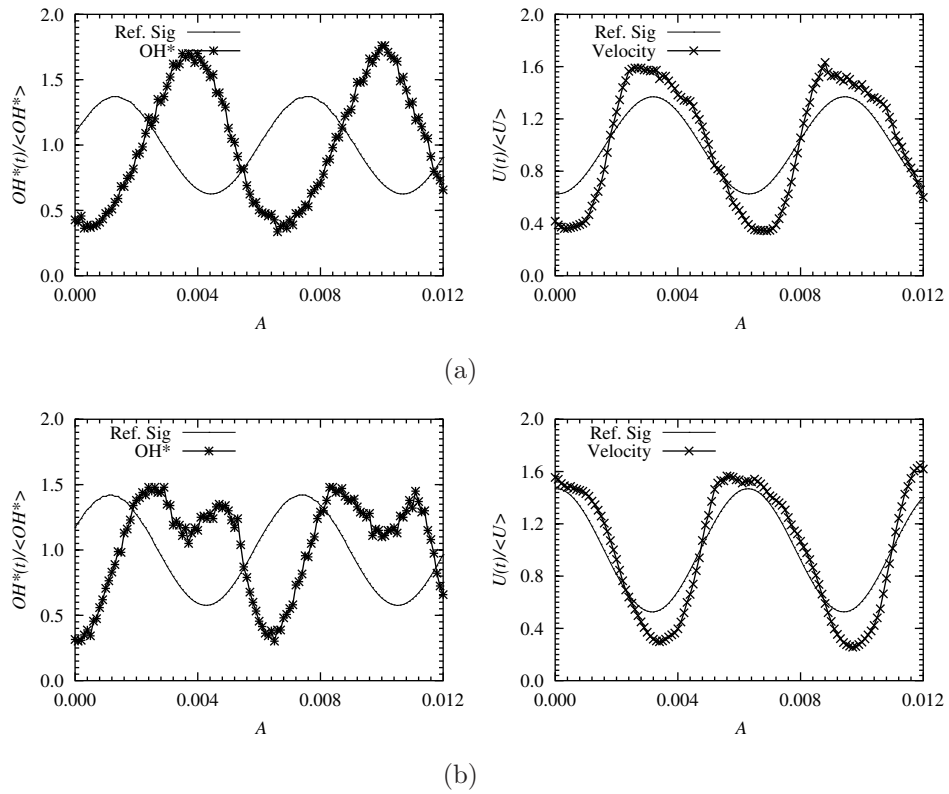 2.0
1.5
1.0
0.5
0.0
OH*(t)/<OH*>
Ref. Sig
OH*
0.000
0.004
0.008
0.012
A
2.0
1.6
1.2
0.8
0.4
0.0
U(t)/<U>
Ref. Sig
Velocity
0.000
0.004
0.008
0.012
A
(a)
2.0
1.5
1.0
0.5
0.0
OH*(t)/<OH*>
Ref. Sig
OH*
0.000
0.004
0.008
0.012
A
2.0
1.6
1.2
0.8
0.4
0.0
U(t)/<U>
Ref. Sig
Velocity
0.000
0.004
0.008
0.012
A
(b)